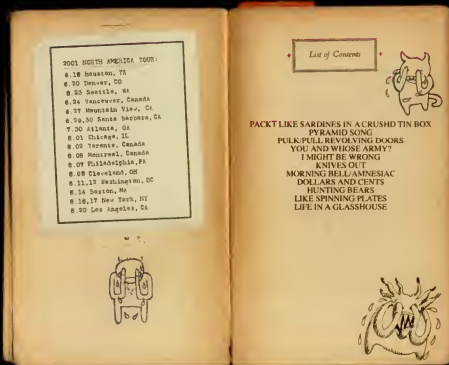 2001 NORTH AMERICA TOUR:
6.18 Houston, TX
6.20 Denver, CO
6.23 Seattle, WA
6.24 Vancouver, Canada
6.27 Mountain View, CA
6.29,30 Santa Barbara, CA
7.30 Atlanta, GA
8.01 Chicago, IL
8.02 Toronto, Canada
8.05 Montreal, Canada
8.07 Philadelphia, PA
8.08 Cleveland, OH
8.11,12 Washington, DC
8.14 Boston, MA
8.16,17 New York, NY
8.20 Los Angeles, CA
List of Contents
PACKT LIKE SARDINES IN A CRUSHD TIN BOX
PYRAMID SONG
PULK/PULL REVOLVING DOORS
YOU AND WHOSE ARMY?
I MIGHT BE WRONG
KNIVES OUT
MORNING BELL/AMNESIAC
DOLLARS AND CENTS
HUNTING BEARS
LIKE SPINNING PLATES
LIFE IN A GLASSHOUSE